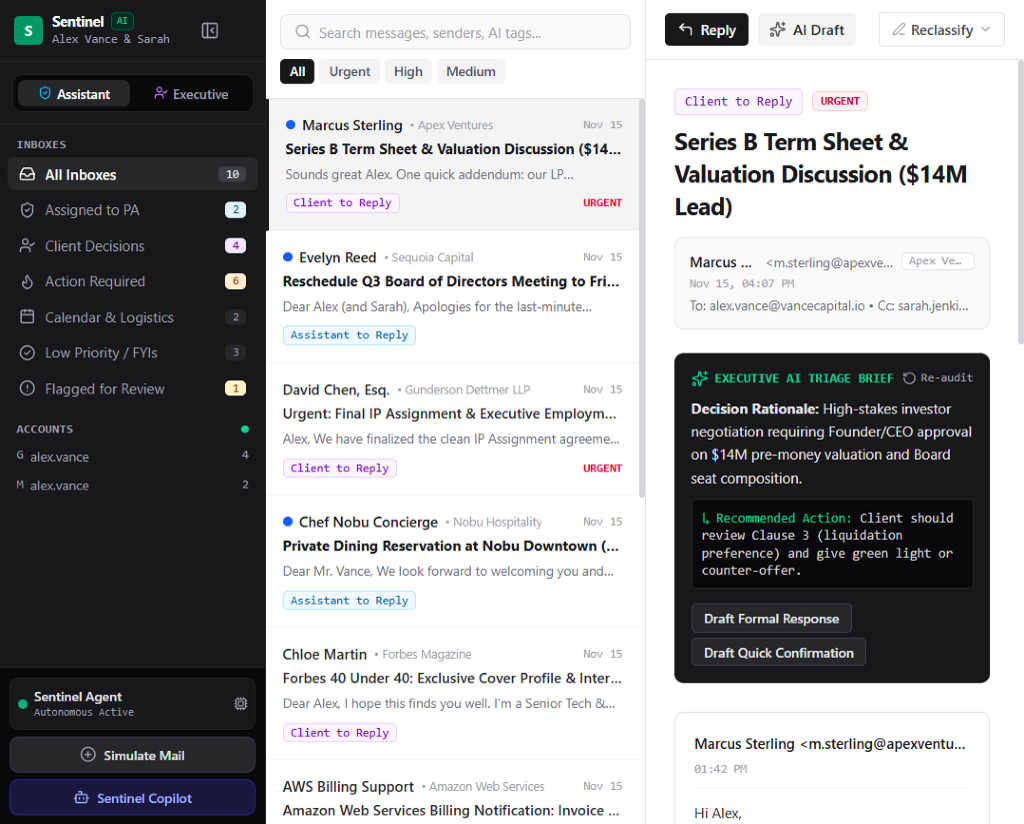 S
Sentinel AI
Alex Vance & Sarah
Assistant
Executive
INBOXES
All Inboxes 10
Assigned to PA 2
Client Decisions 4
Action Required 6
Calendar & Logistics 2
Low Priority / FYIs 3
Flagged for Review 1
ACCOUNTS
G alex.vance 4
M alex.vance 2
Sentinel Agent
Autonomous Active
Simulate Mail
Sentinel Copilot
Search messages, senders, AI tags...
All Urgent High Medium
Marcus Sterling • Apex Ventures Nov 15
Series B Term Sheet & Valuation Discussion ($14...
Sounds great Alex. One quick addendum: our LP...
Client to Reply URGENT
Evelyn Reed • Sequoia Capital Nov 15
Reschedule Q3 Board of Directors Meeting to Fri...
Dear Alex (and Sarah), Apologies for the last-minute...
Assistant to Reply
David Chen, Esq. • Gunderson Dettmer LLP Nov 15
Urgent: Final IP Assignment & Executive Employm...
Alex, We have finalized the clean IP Assignment agreeme...
Client to Reply URGENT
Chef Nobu Concierge • Nobu Hospitality Nov 15
Private Dining Reservation at Nobu Downtown (...
Dear Mr. Vance, We look forward to welcoming you and...
Assistant to Reply
Chloe Martin • Forbes Magazine Nov 15
Forbes 40 Under 40: Exclusive Cover Profile & Inter...
Dear Alex, I hope this finds you well. I'm a Senior Tech &...
Client to Reply
AWS Billing Support • Amazon Web Services Nov 15
Amazon Web Services Billing Notification: Invoice ...
Reply
AI Draft
Reclassify
Client to Reply URGENT
Series B Term Sheet &
Valuation Discussion ($14M
Lead)
Marcus ... <m.sterling@apexve... Apex Ve...
Nov 15, 04:07 PM
To: alex.vance@vancecapital.io • Cc: sarah.jenki...
EXECUTIVE AI TRIAGE BRIEF Re-audit
Decision Rationale: High-stakes investor
negotiation requiring Founder/CEO approval
on $14M pre-money valuation and Board
seat composition.
↳ Recommended Action: Client should
review Clause 3 (liquidation
preference) and give green light or
counter-offer.
Draft Formal Response
Draft Quick Confirmation
Marcus Sterling <m.sterling@apexventu...
01:42 PM
Hi Alex,